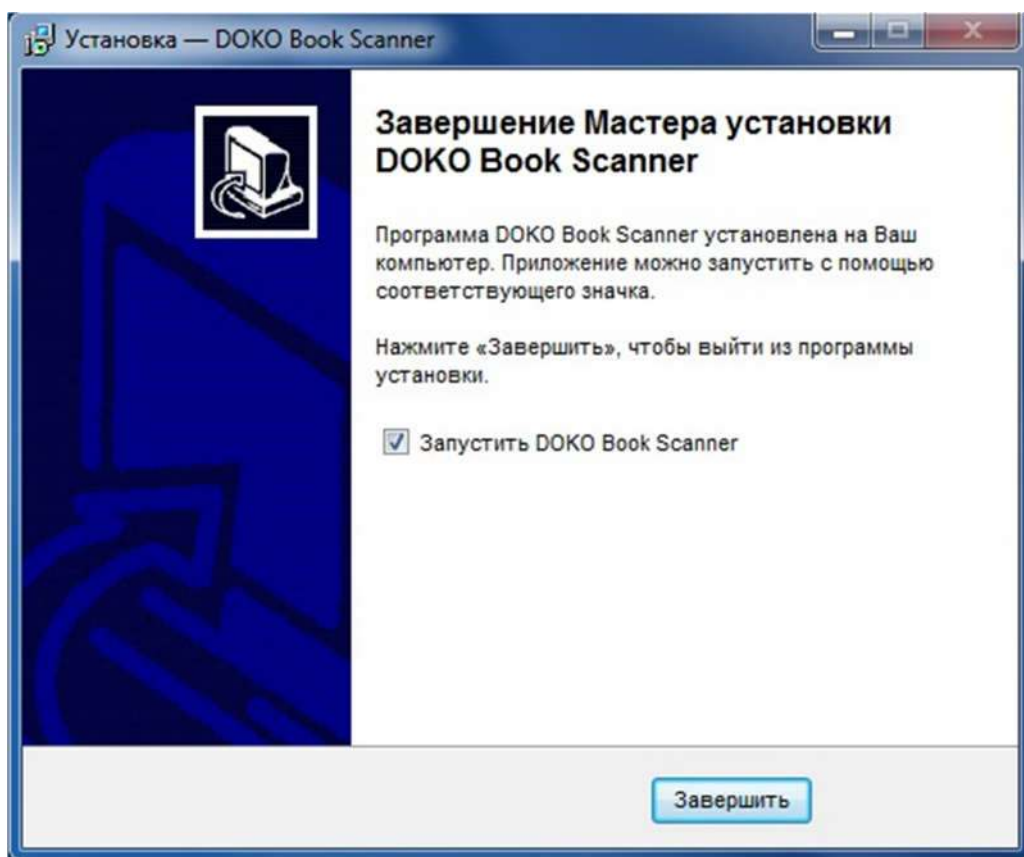 Установка — DOKO Book Scanner
Завершение Мастера установки
DOKO Book Scanner
Программа DOKO Book Scanner установлена на Ваш
компьютер. Приложение можно запустить с помощью
соответствующего значка.
Нажмите «Завершить», чтобы выйти из программы
установки.
Запустить DOKO Book Scanner
Завершить